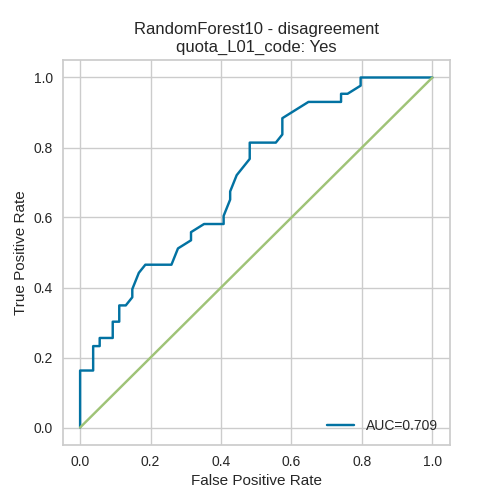 RandomForest10 - disagreement
quota_L01_code: Yes
1.0
0.8
0.6
0.4
0.2
0.0
True Positive Rate
AUC=0.709
0.0 0.2 0.4 0.6 0.8 1.0
False Positive Rate